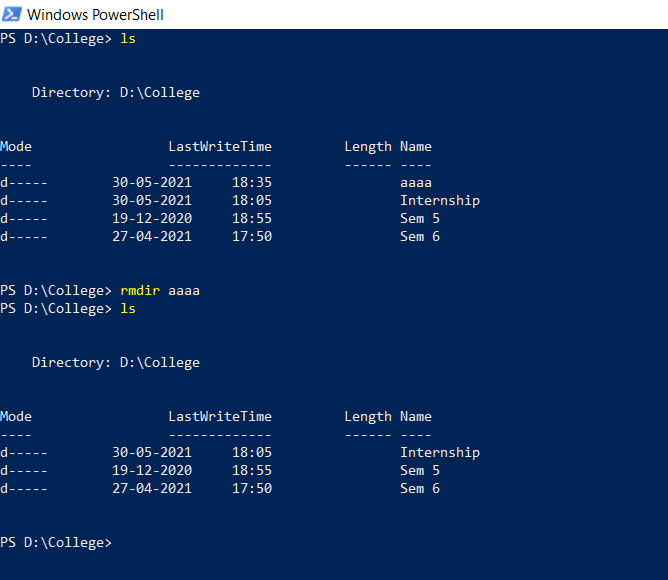 Windows PowerShell
PS D:\College> ls
Directory: D:\College
Mode LastWriteTime Length Name
---- ------------- ------ ----
d----- 30-05-2021 18:35 aaaa
d----- 30-05-2021 18:05 Internship
d----- 19-12-2020 18:55 Sem 5
d----- 27-04-2021 17:50 Sem 6
PS D:\College> rmdir aaaa
PS D:\College> ls
Directory: D:\College
Mode LastWriteTime Length Name
---- ------------- ------ ----
d----- 30-05-2021 18:05 Internship
d----- 19-12-2020 18:55 Sem 5
d----- 27-04-2021 17:50 Sem 6
PS D:\College>